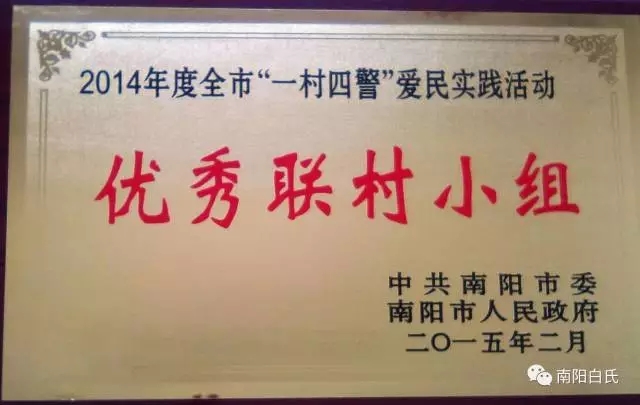 2014年度全市“一村四警”爱民实践活动
优秀联村小组
中共南阳市委
南阳市人民政府
二〇一五年二月
南阳白氏